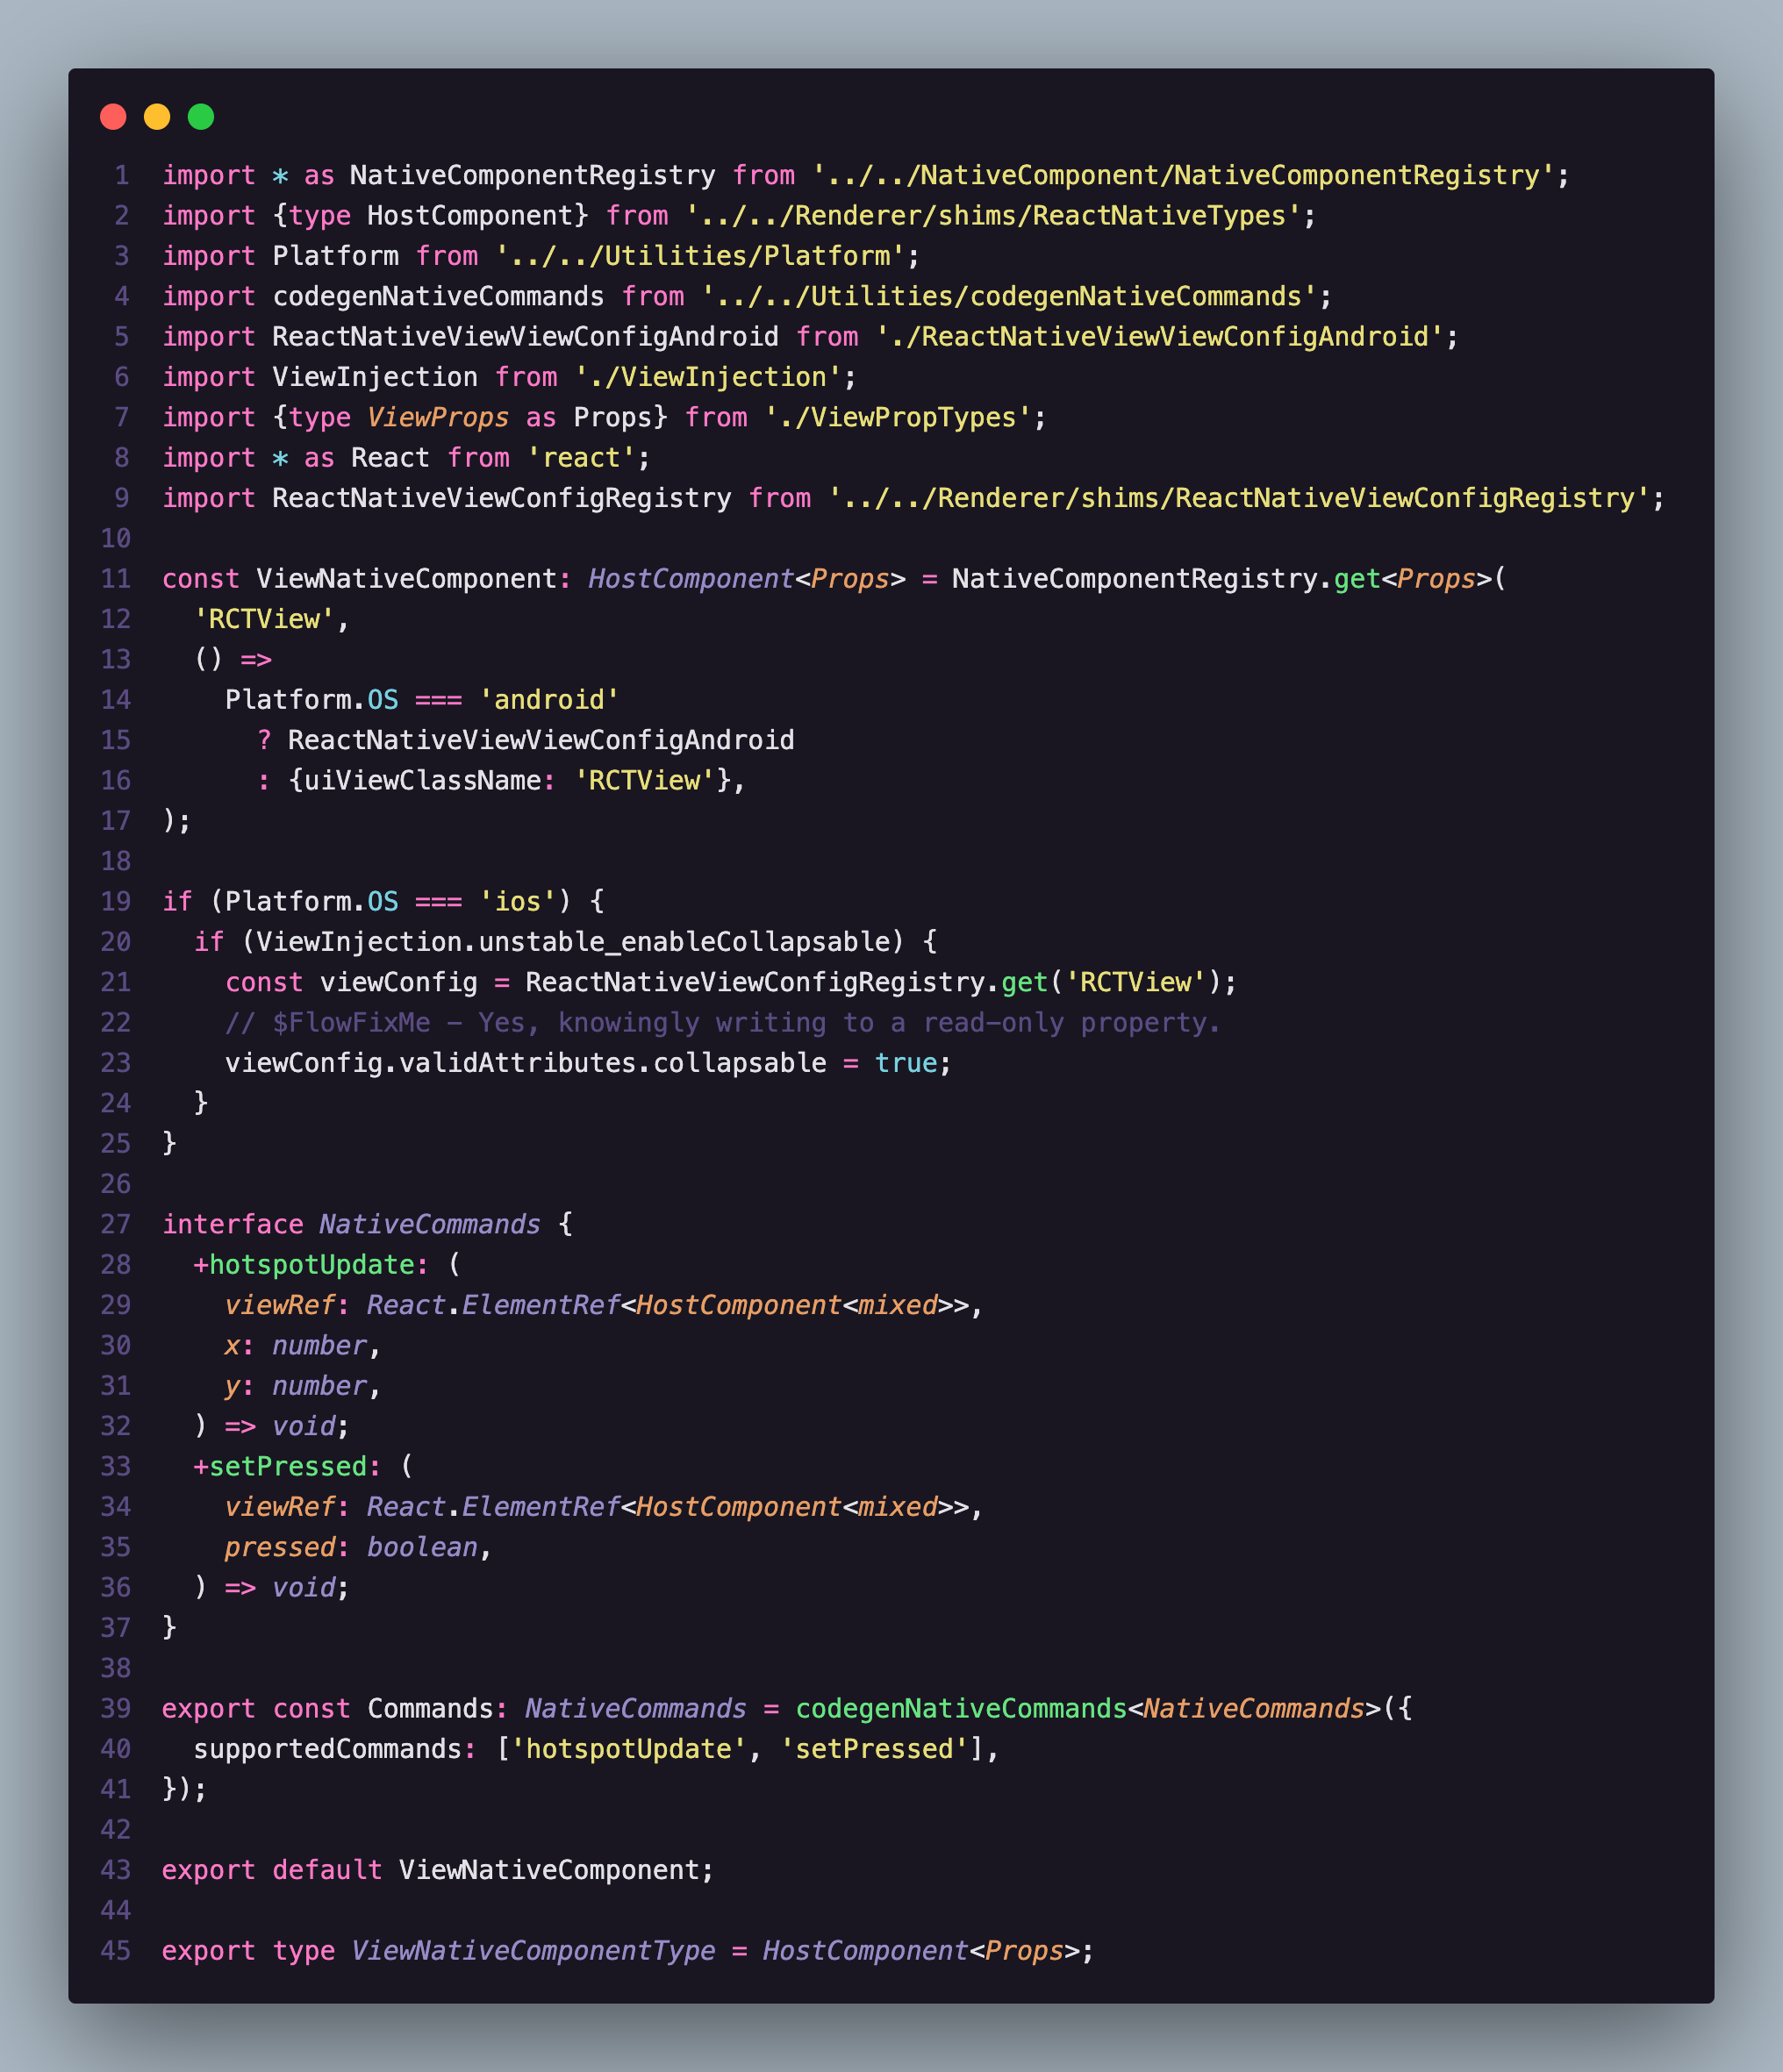 1 import * as NativeComponentRegistry from '../../NativeComponent/NativeComponentRegistry';
2 import {type HostComponent} from '../../Renderer/shims/ReactNativeTypes';
3 import Platform from '../../Utilities/Platform';
4 import codegenNativeCommands from '../../Utilities/codegenNativeCommands';
5 import ReactNativeViewViewConfigAndroid from './ReactNativeViewViewConfigAndroid';
6 import ViewInjection from './ViewInjection';
7 import {type ViewProps as Props} from './ViewPropTypes';
8 import * as React from 'react';
9 import ReactNativeViewConfigRegistry from '../../Renderer/shims/ReactNativeViewConfigRegistry';
10
11 const ViewNativeComponent: HostComponent<Props> = NativeComponentRegistry.get<Props>(
12   'RCTView',
13   () =>
14     Platform.OS === 'android'
15       ? ReactNativeViewViewConfigAndroid
16       : {uiViewClassName: 'RCTView'},
17 );
18
19 if (Platform.OS === 'ios') {
20   if (ViewInjection.unstable_enableCollapsable) {
21     const viewConfig = ReactNativeViewConfigRegistry.get('RCTView');
22     // $FlowFixMe – Yes, knowingly writing to a read-only property.
23     viewConfig.validAttributes.collapsable = true;
24   }
25 }
26
27 interface NativeCommands {
28   +hotspotUpdate: (
29     viewRef: React.ElementRef<HostComponent<mixed>>,
30     x: number,
31     y: number,
32   ) => void;
33   +setPressed: (
34     viewRef: React.ElementRef<HostComponent<mixed>>,
35     pressed: boolean,
36   ) => void;
37 }
38
39 export const Commands: NativeCommands = codegenNativeCommands<NativeCommands>({
40   supportedCommands: ['hotspotUpdate', 'setPressed'],
41 });
42
43 export default ViewNativeComponent;
44
45 export type ViewNativeComponentType = HostComponent<Props>;